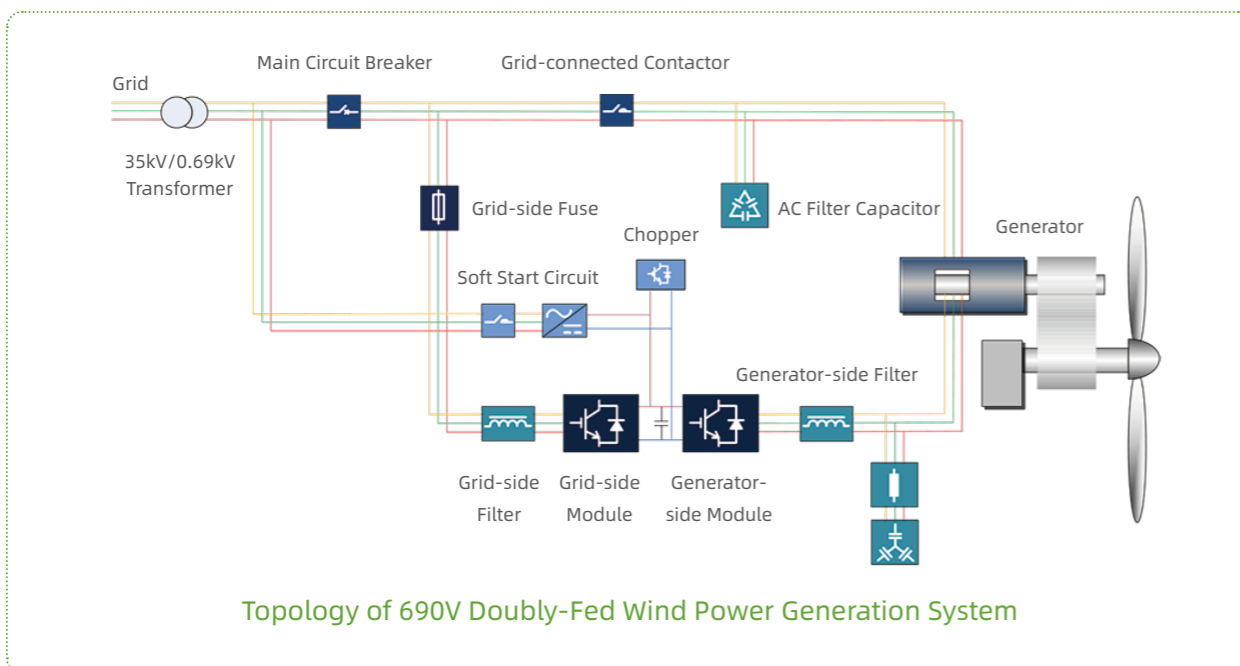 Main Circuit Breaker
Grid-connected Contactor
Grid
35kV/0.69kV
Transformer
Grid-side Fuse
AC Filter Capacitor
Chopper
Generator
Soft Start Circuit
Generator-side Filter
Grid-side
Filter
Grid-side
Module
Generator-
side Module
Topology of 690V Doubly-Fed Wind Power Generation System